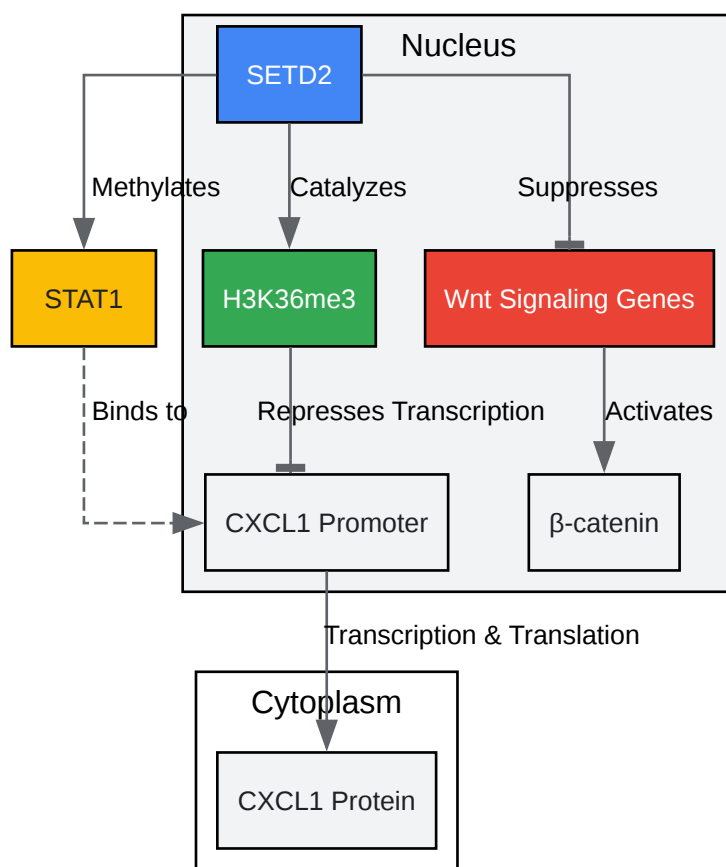 Nucleus
SETD2
Methylates
Catalyzes
Suppresses
STAT1
H3K36me3
Wnt Signaling Genes
Binds to
Represses Transcription
Activates
CXCL1 Promoter
β-catenin
Transcription & Translation
Cytoplasm
CXCL1 Protein